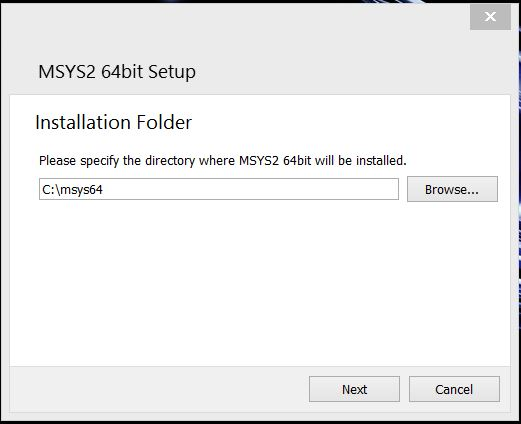 MSYS2 64bit Setup
Installation Folder
Please specify the directory where MSYS2 64bit will be installed.
C:\msys64
Browse...
Next
Cancel